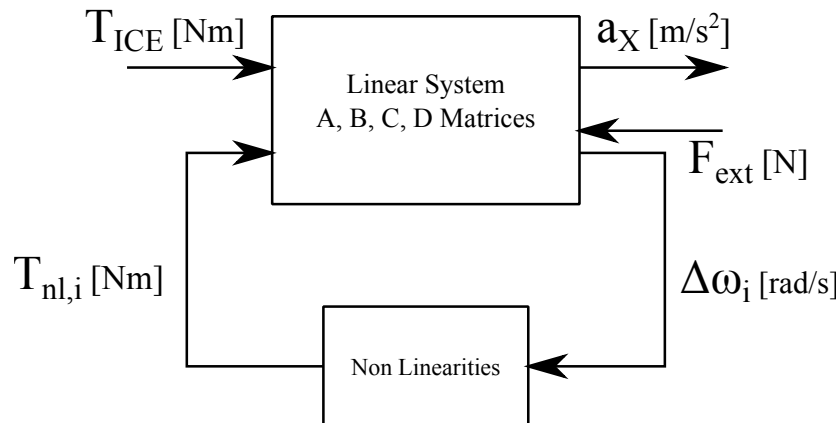 T_ICE [Nm]
a_X [m/s²]
Linear System
A, B, C, D Matrices
F_ext [N]
T_nl,i [Nm]
Δω_i [rad/s]
Non Linearities